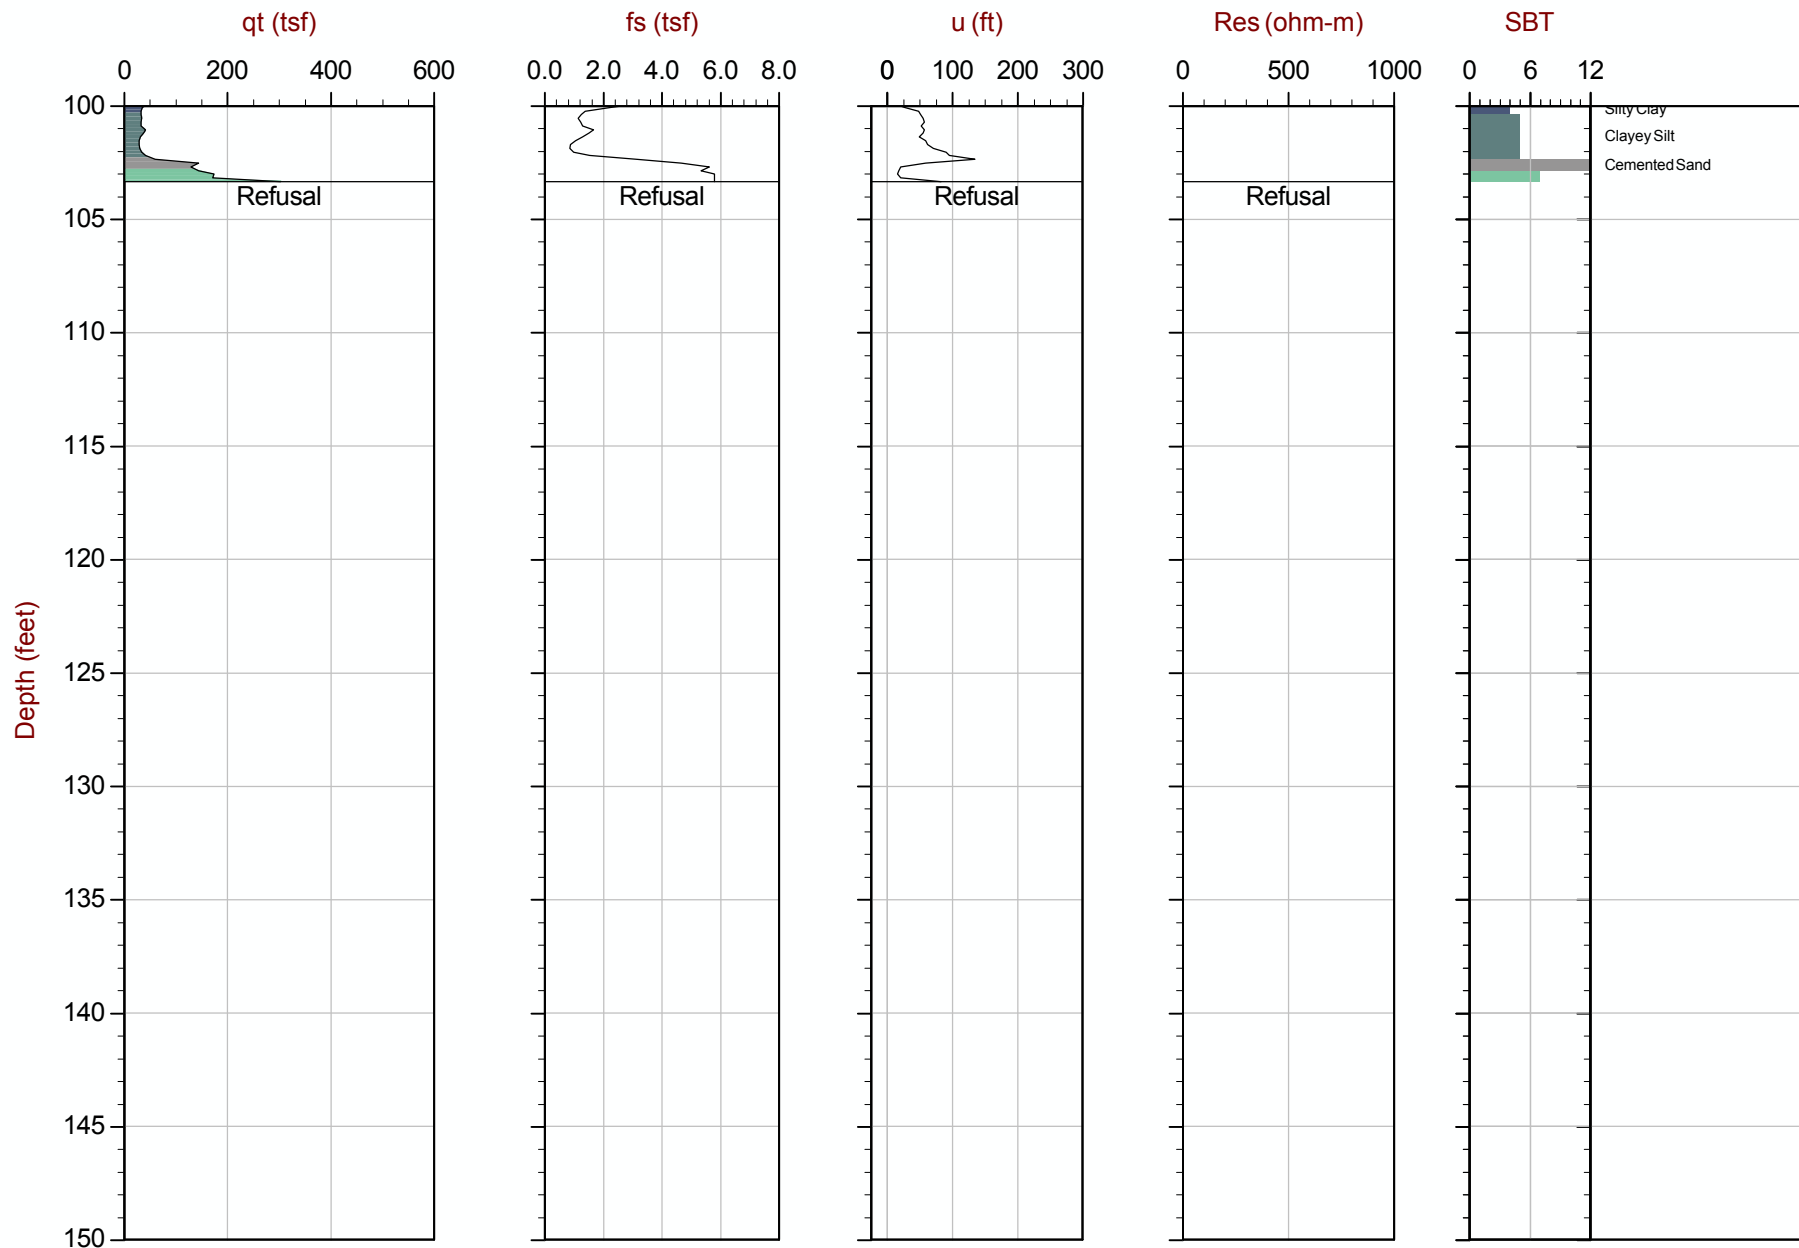 qt (tsf) fs (tsf) u (ft) Res (ohm-m) SBT
0 200 400 600 0.0 2.0 4.0 6.0 8.0 0 100 200 300 0 500 1000 0 6 12
100
Silty Clay
Clayey Silt
Cemented Sand
Refusal Refusal Refusal Refusal
105
110
115
120
125
130
135
140
145
150
Depth (feet)